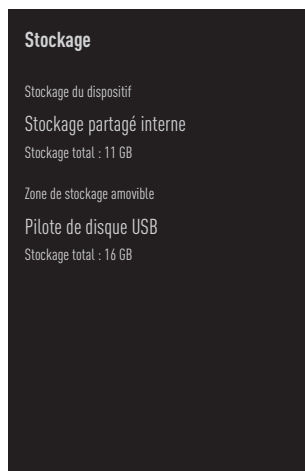 Stockage
Stockage du dispositif
Stockage partagé interne
Stockage total : 11 GB
Zone de stockage amovible
Pilote de disque USB
Stockage total : 16 GB